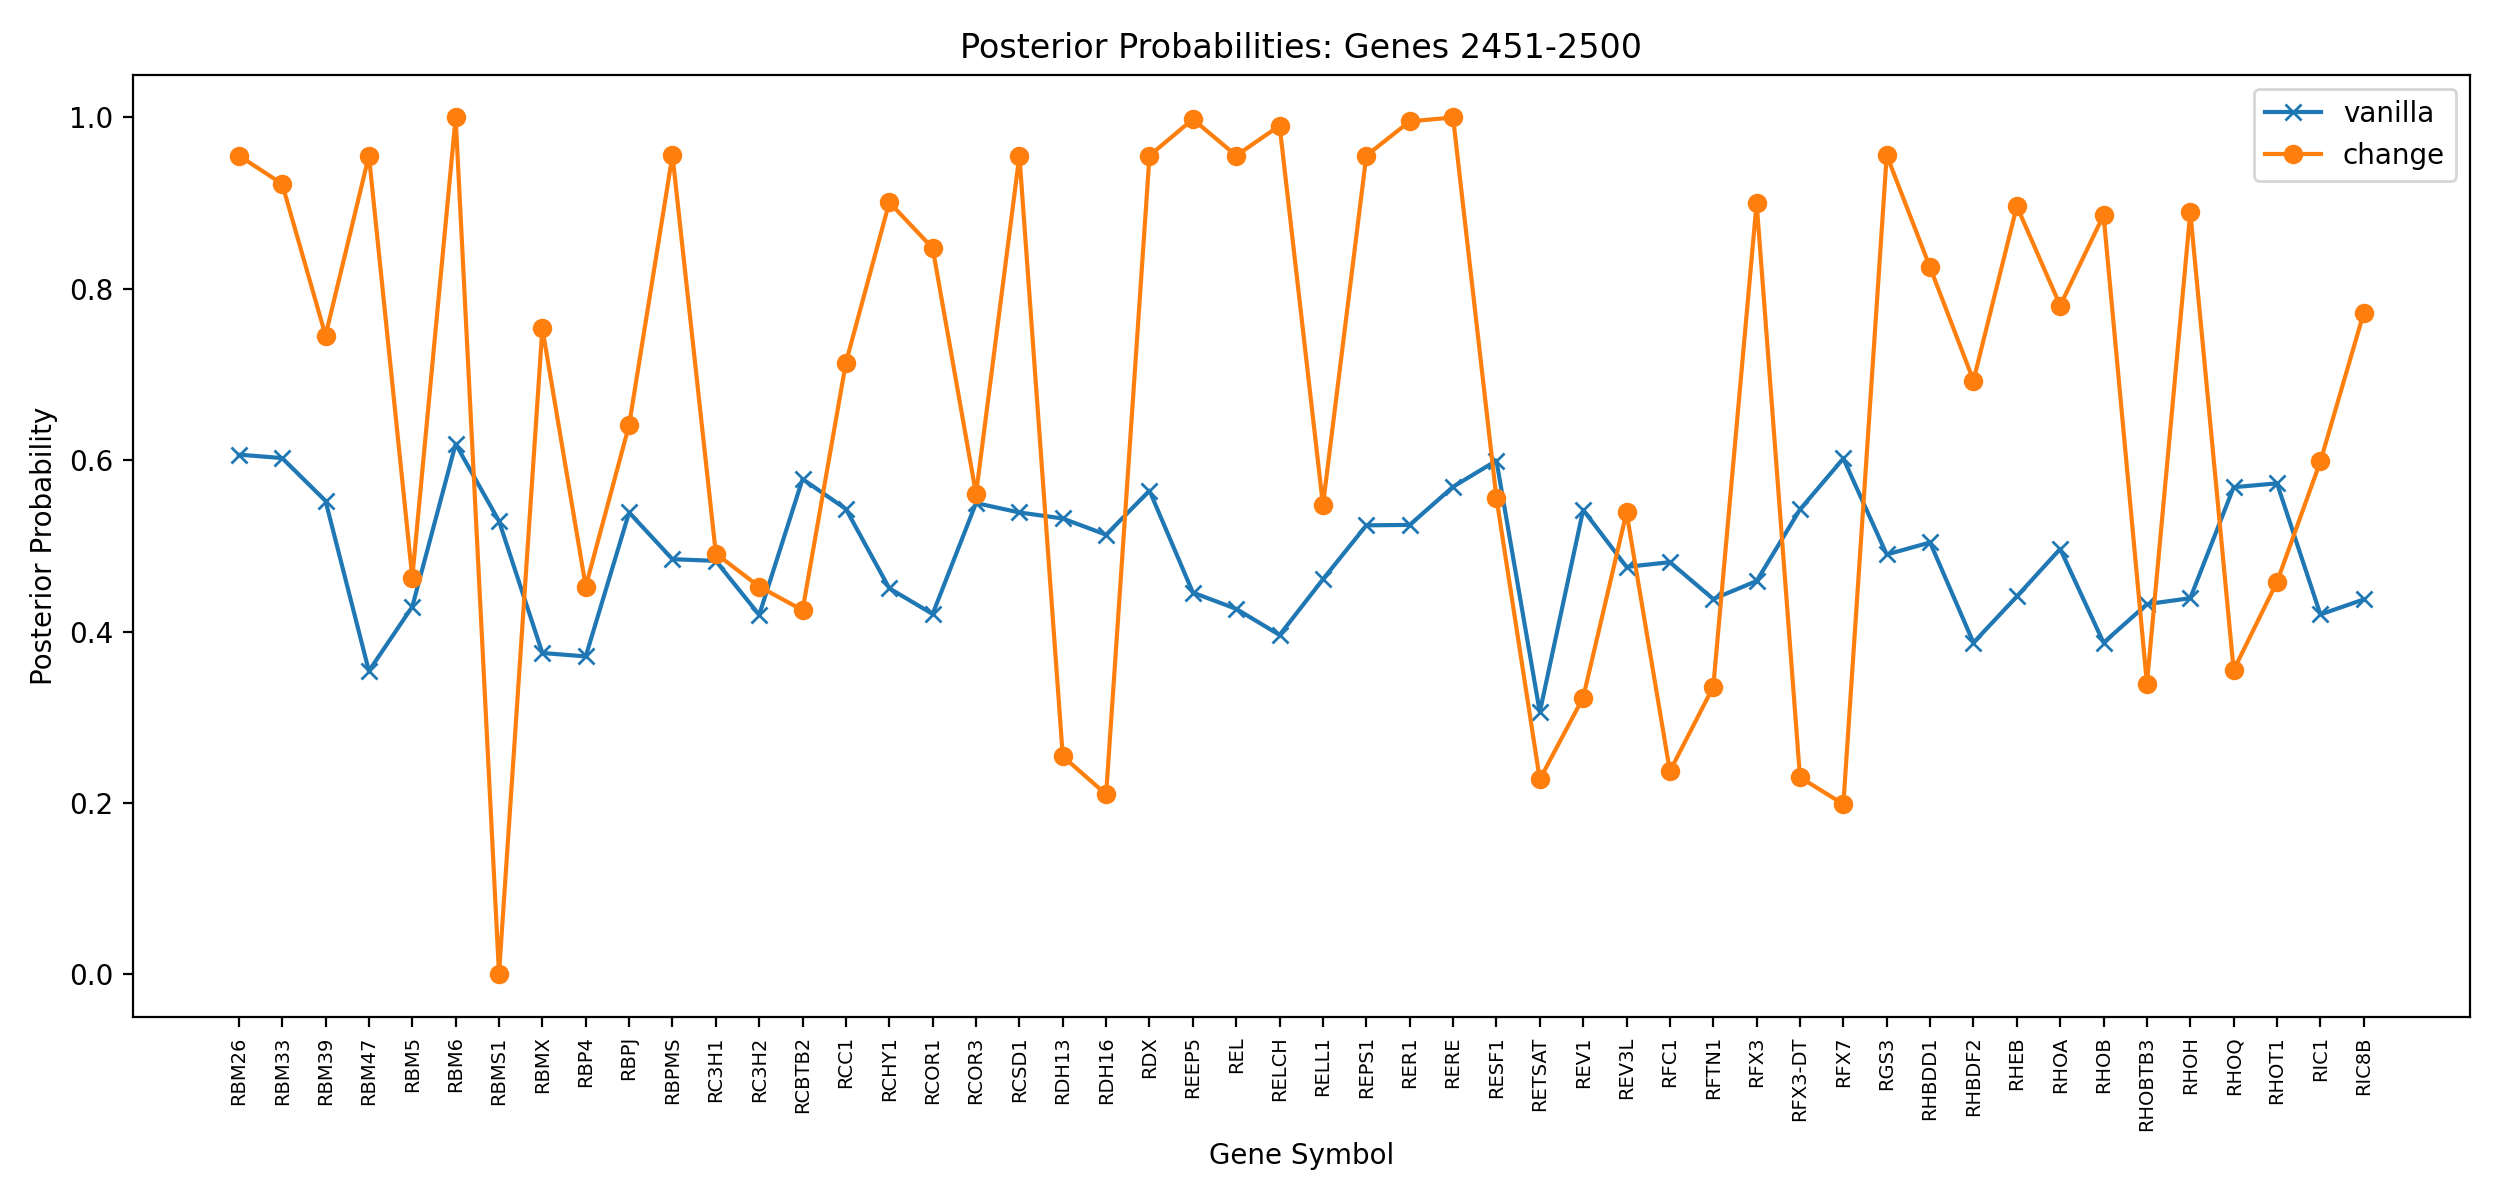 Posterior Probabilities: Genes 2451-2500
vanilla
change
Posterior Probability
1.0
0.8
0.6
0.4
0.2
0.0
RBM26
RBM33
RBM39
RBM47
RBM5
RBM6
RBMS1
RBMX
RBP4
RBPJ
RBPMS
RC3H1
RC3H2
RCBTB2
RCC1
RCHY1
RCOR1
RCOR3
RCSD1
RDH13
RDH16
RDX
REEP5
REL
RELCH
RELL1
REPS1
RER1
RERE
RESF1
RETSAT
REV1
REV3L
RFC1
RFTN1
RFX3
RFX3-DT
RFX7
RGS3
RHBDD1
RHBDF2
RHEB
RHOA
RHOB
RHOBTB3
RHOH
RHOQ
RHOT1
RIC1
RIC8B
Gene Symbol